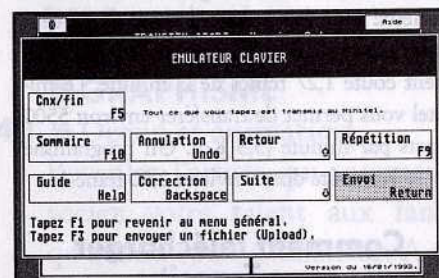 Aide
EMULATEUR CLAVIER
Cnx/fin
F5
Tout ce que vous tapez est transmis au Minitel.
Sommaire
F10
Annulation
Undo
Retour
⇧
Répétition
F9
Guide
Help
Correction
Backspace
Suite
⇩
Envoi
Return
Tapez F1 pour revenir au menu général.
Tapez F3 pour envoyer un fichier (Upload).
Version du 16/01/1993.